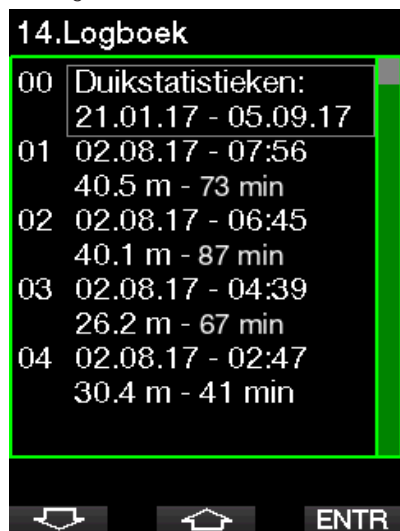 14.Logboek
00 Duikstatistieken:
21.01.17 - 05.09.17
01 02.08.17 - 07:56
40.5 m - 73 min
02 02.08.17 - 06:45
40.1 m - 87 min
03 02.08.17 - 04:39
26.2 m - 67 min
04 02.08.17 - 02:47
30.4 m - 41 min
ENTR